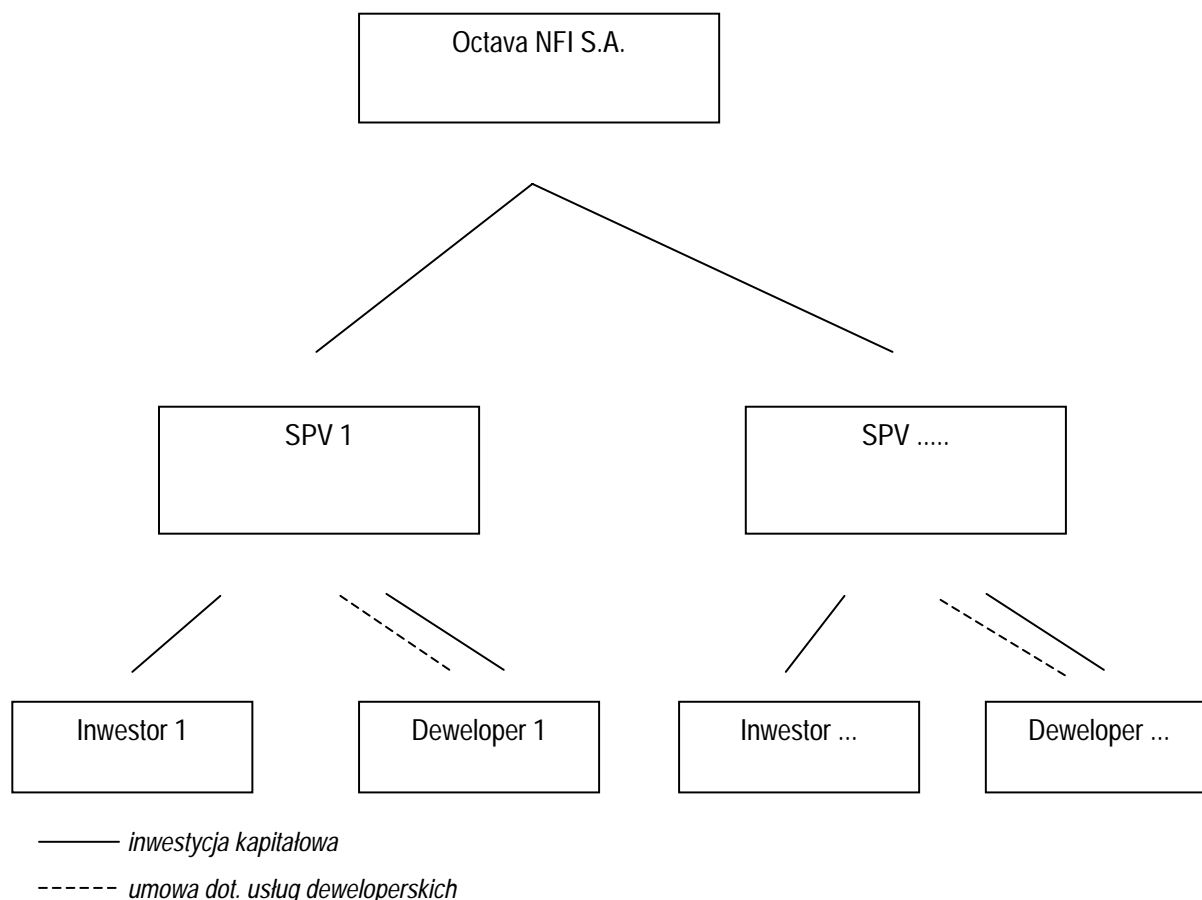 Octava NFI S.A.
SPV 1
SPV .....
Inwestor 1
Deweloper 1
Inwestor ...
Deweloper ...
inwestycja kapitałowa
umowa dot. usług deweloperskich